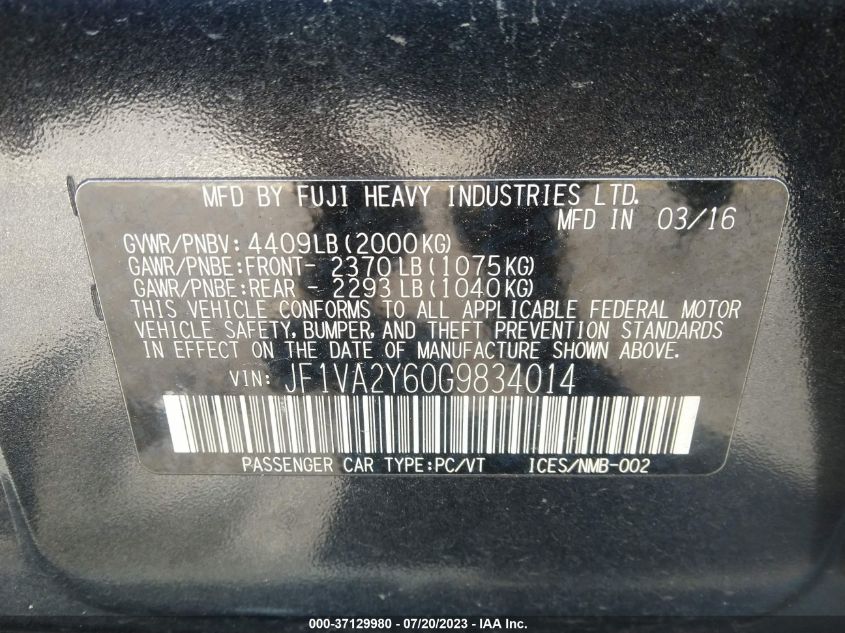 MFD BY FUJI HEAVY INDUSTRIES LTD.
MFD IN 03/16
GVWR/PNBV: 4409LB(2000KG)
GAWR/PNBE:FRONT- 2370LB(1075KG)
GAWR/PNBE:REAR - 2293LB(1040KG)
THIS VEHICLE CONFORMS TO ALL APPLICABLE FEDERAL MOTOR
VEHICLE SAFETY, BUMPER, AND THEFT PREVENTION STANDARDS
IN EFFECT ON THE DATE OF MANUFACTURE SHOWN ABOVE.
VIN: JF1VA2Y60G9834014
PASSENGER CAR TYPE:PC/VT ICES/NMB-002
000-37129980 - 07/20/2023 - IAA, Inc.